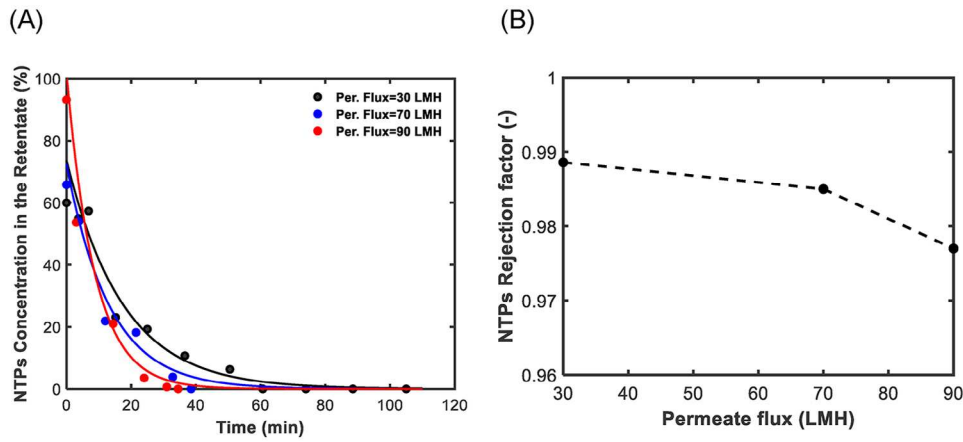 (A)
(B)
NTPs Concentration in the Retentate (%)
100
80
60
40
20
0
Per. Flux=30 LMH
Per. Flux=70 LMH
Per. Flux=90 LMH
0 20 40 60 80 100 120
Time (min)
NTPs Rejection factor (-)
1
0.99
0.98
0.97
0.96
30 40 50 60 70 80 90
Permeate flux (LMH)